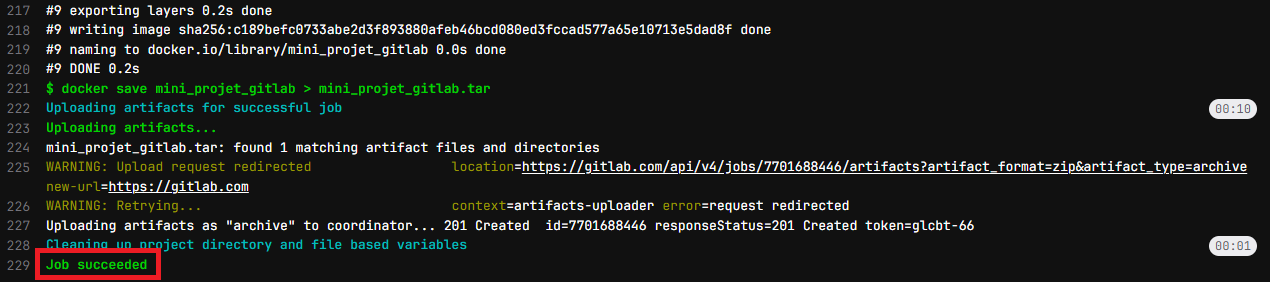 217 #9 exporting layers 0.2s done
218 #9 writing image sha256:c189befc0733abe2d3f893880afeb46bcd080ed3fccad577a65e10713e5dad8f done
219 #9 naming to docker.io/library/mini_projet_gitlab 0.0s done
220 #9 DONE 0.2s
221 $ docker save mini_projet_gitlab > mini_projet_gitlab.tar
222 Uploading artifacts for successful job 00:10
223 Uploading artifacts...
224 mini_projet_gitlab.tar: found 1 matching artifact files and directories
225 WARNING: Upload request redirected location=https://gitlab.com/api/v4/jobs/7701688446/artifacts?artifact_format=zip&artifact_type=archive
new-url=https://gitlab.com
226 WARNING: Retrying... context=artifacts-uploader error=request redirected
227 Uploading artifacts as "archive" to coordinator... 201 Created id=7701688446 responseStatus=201 Created token=glcbt-66
228 Cleaning up project directory and file based variables 00:01
229 Job succeeded